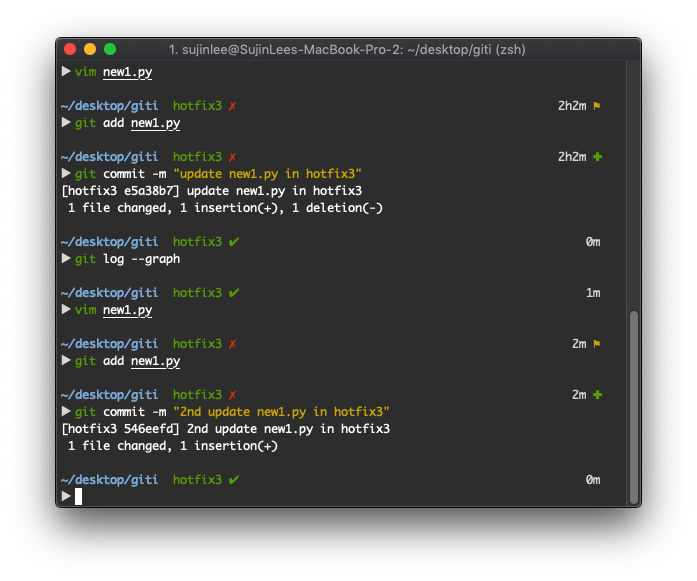 1. sujinlee@SujinLees-MacBook-Pro-2: ~/desktop/giti (zsh)
▶ vim new1.py
~/desktop/giti hotfix3 ✗ 2h2m ⚑
▶ git add new1.py
~/desktop/giti hotfix3 ✗ 2h2m ✚
▶ git commit -m "update new1.py in hotfix3"
[hotfix3 e5a38b7] update new1.py in hotfix3
1 file changed, 1 insertion(+), 1 deletion(-)
~/desktop/giti hotfix3 ✔ 0m
▶ git log --graph
~/desktop/giti hotfix3 ✔ 1m
▶ vim new1.py
~/desktop/giti hotfix3 ✗ 2m ⚑
▶ git add new1.py
~/desktop/giti hotfix3 ✗ 2m ✚
▶ git commit -m "2nd update new1.py in hotfix3"
[hotfix3 546eefd] 2nd update new1.py in hotfix3
1 file changed, 1 insertion(+)
~/desktop/giti hotfix3 ✔ 0m
▶